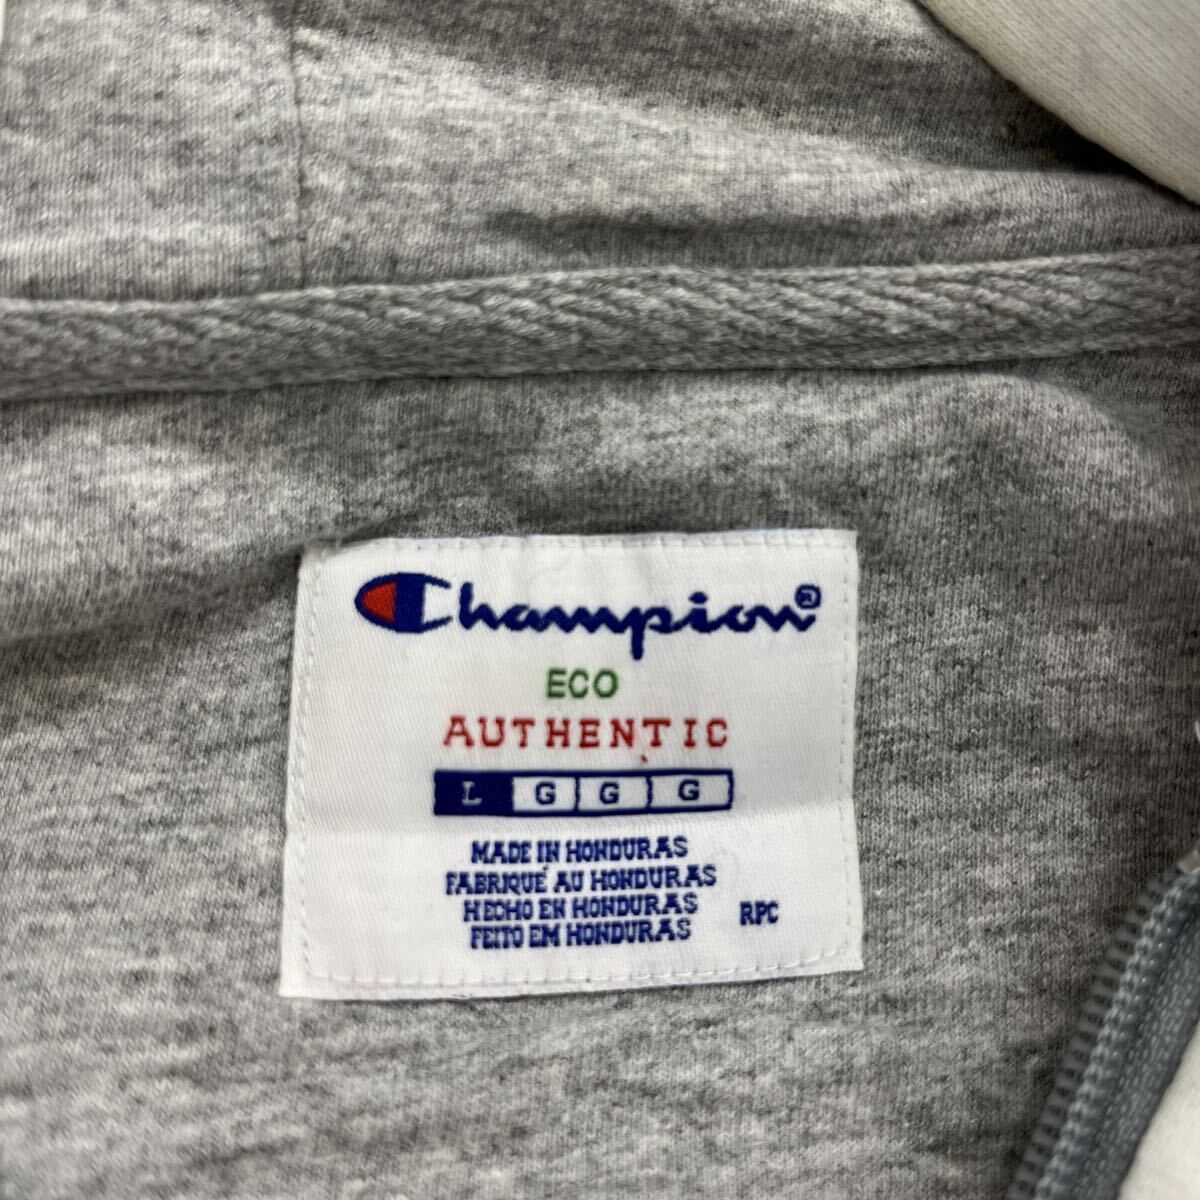 Champion®
ECO
AUTHENTIC
L G G G
MADE IN HONDURAS
FABRIQUÉ AU HONDURAS
HECHO EN HONDURAS
FEITO EM HONDURAS
RPC